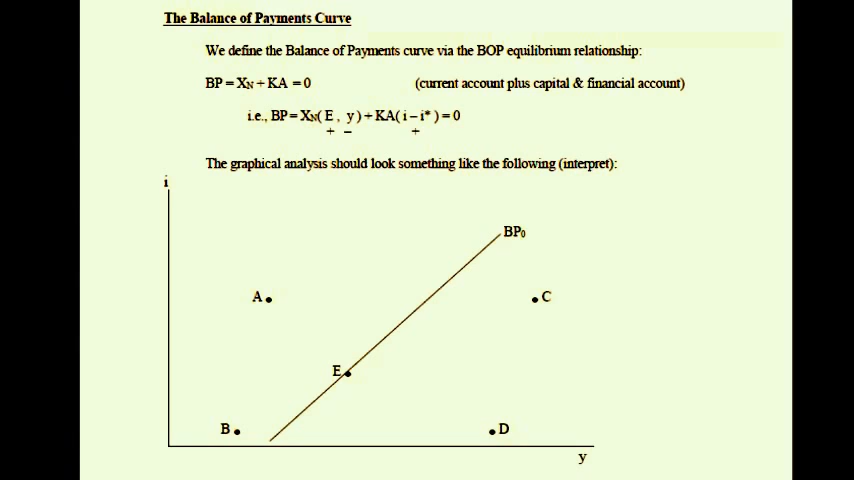 The Balance of Payments Curve
We define the Balance of Payments curve via the BOP equilibrium relationship:
BP = XN + KA = 0 (current account plus capital & financial account)
i.e., BP = XN( E , y ) + KA( i – i* ) = 0
+ – +
The graphical analysis should look something like the following (interpret):
i
BP0
A
C
E
B
D
y